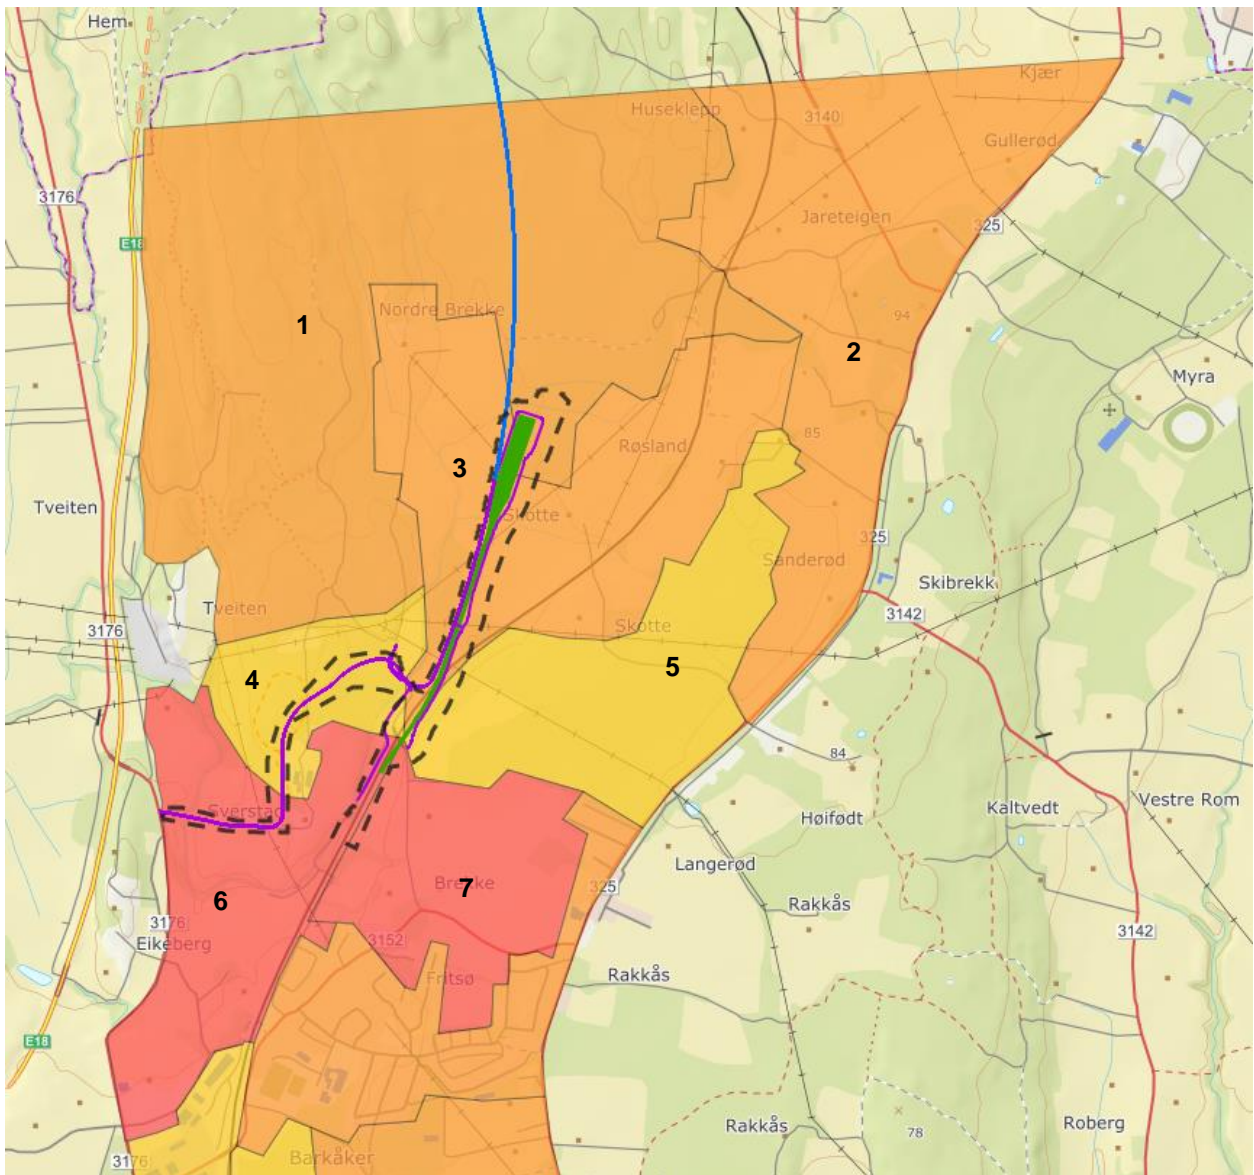 Hem
Kjær
Huseklepp
3140
Gullerød
3176
Jareteigen
325
E18
Nordre Brekke
94
1
2
Myra
85
Røsland
3
Tveiten
Skotte
325
Sanderød
Skibrekk
Tveiten
3142
Skotte
3176
5
4
84
Sverstad
Kaltvedt
Vestre Rom
Høifødt
Langerød
Brekke
7
325
6
Rakkås
3176
3142
Eikeberg
3152
Fritsø
Rakkås
E18
Rakkås
Roberg
78
Barkåker
3176